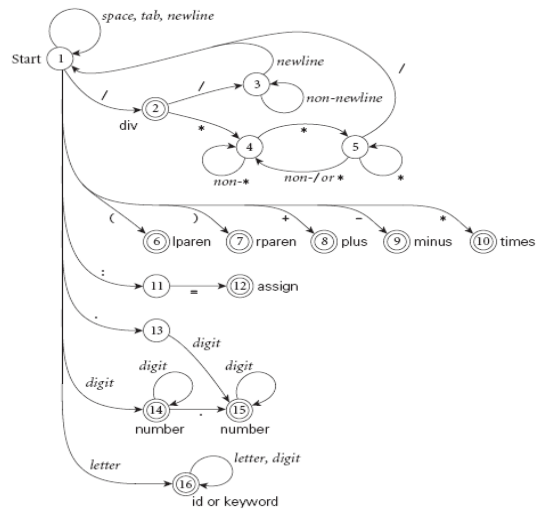 space, tab, newline
Start 1
/
newline
/ 3
non-newline
/
2
div
*
*
4
5
non-*
non-/ or *
*
( ) + - *
6 lparen 7 rparen 8 plus 9 minus 10 times
:
11 = 12 assign
.
13
digit
digit digit
digit
14 . 15
number number
letter
letter, digit
16
id or keyword